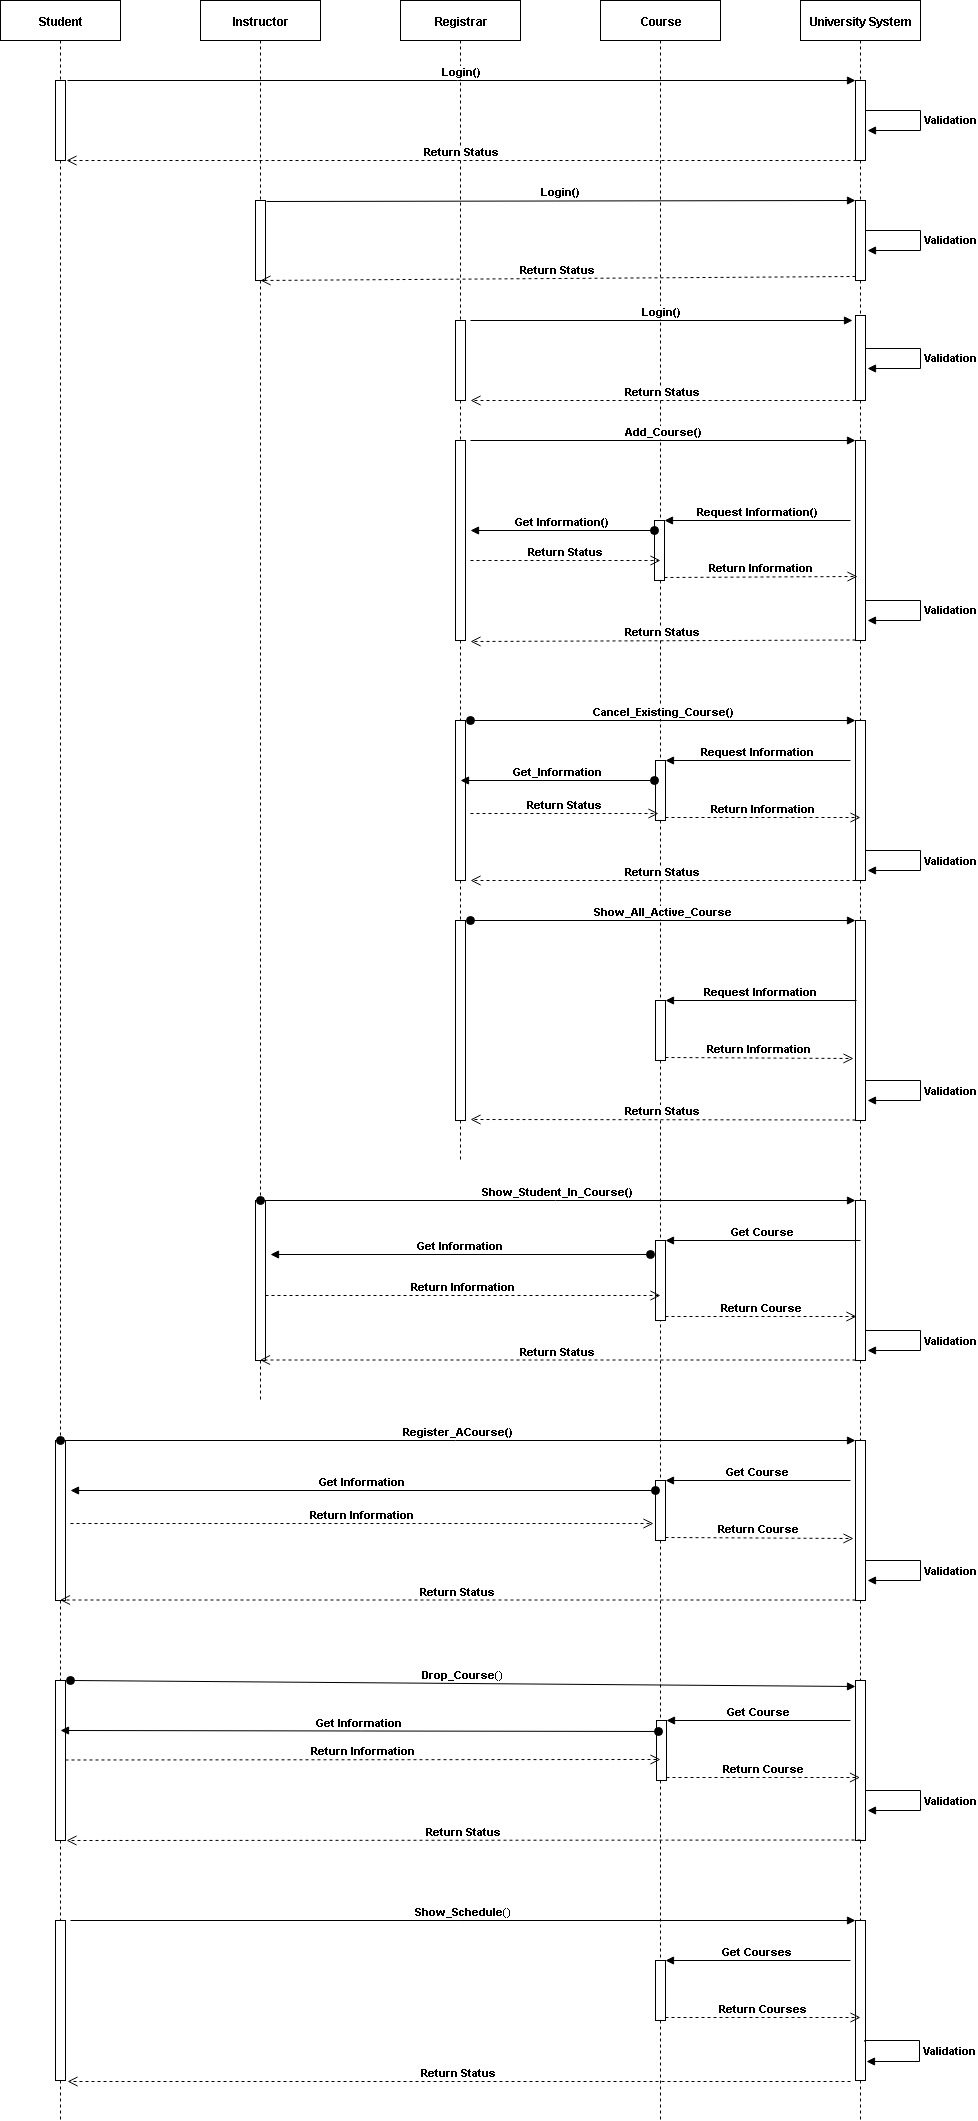 Student Instructor Registrar Course University System
Login()
Validation
Return Status
Login()
Validation
Return Status
Login()
Validation
Return Status
Add_Course()
Request Information()
Get Information()
Return Status
Return Information
Validation
Return Status
Cancel_Existing_Course()
Request Information
Get_Information
Return Status
Return Information
Validation
Return Status
Show_All_Active_Course
Request Information
Return Information
Validation
Return Status
Show_Student_In_Course()
Get Course
Get Information
Return Information
Return Course
Validation
Return Status
Register_ACourse()
Get Course
Get Information
Return Information
Return Course
Validation
Return Status
Drop_Course()
Get Course
Get Information
Return Information
Return Course
Validation
Return Status
Show_Schedule()
Get Courses
Return Courses
Validation
Return Status